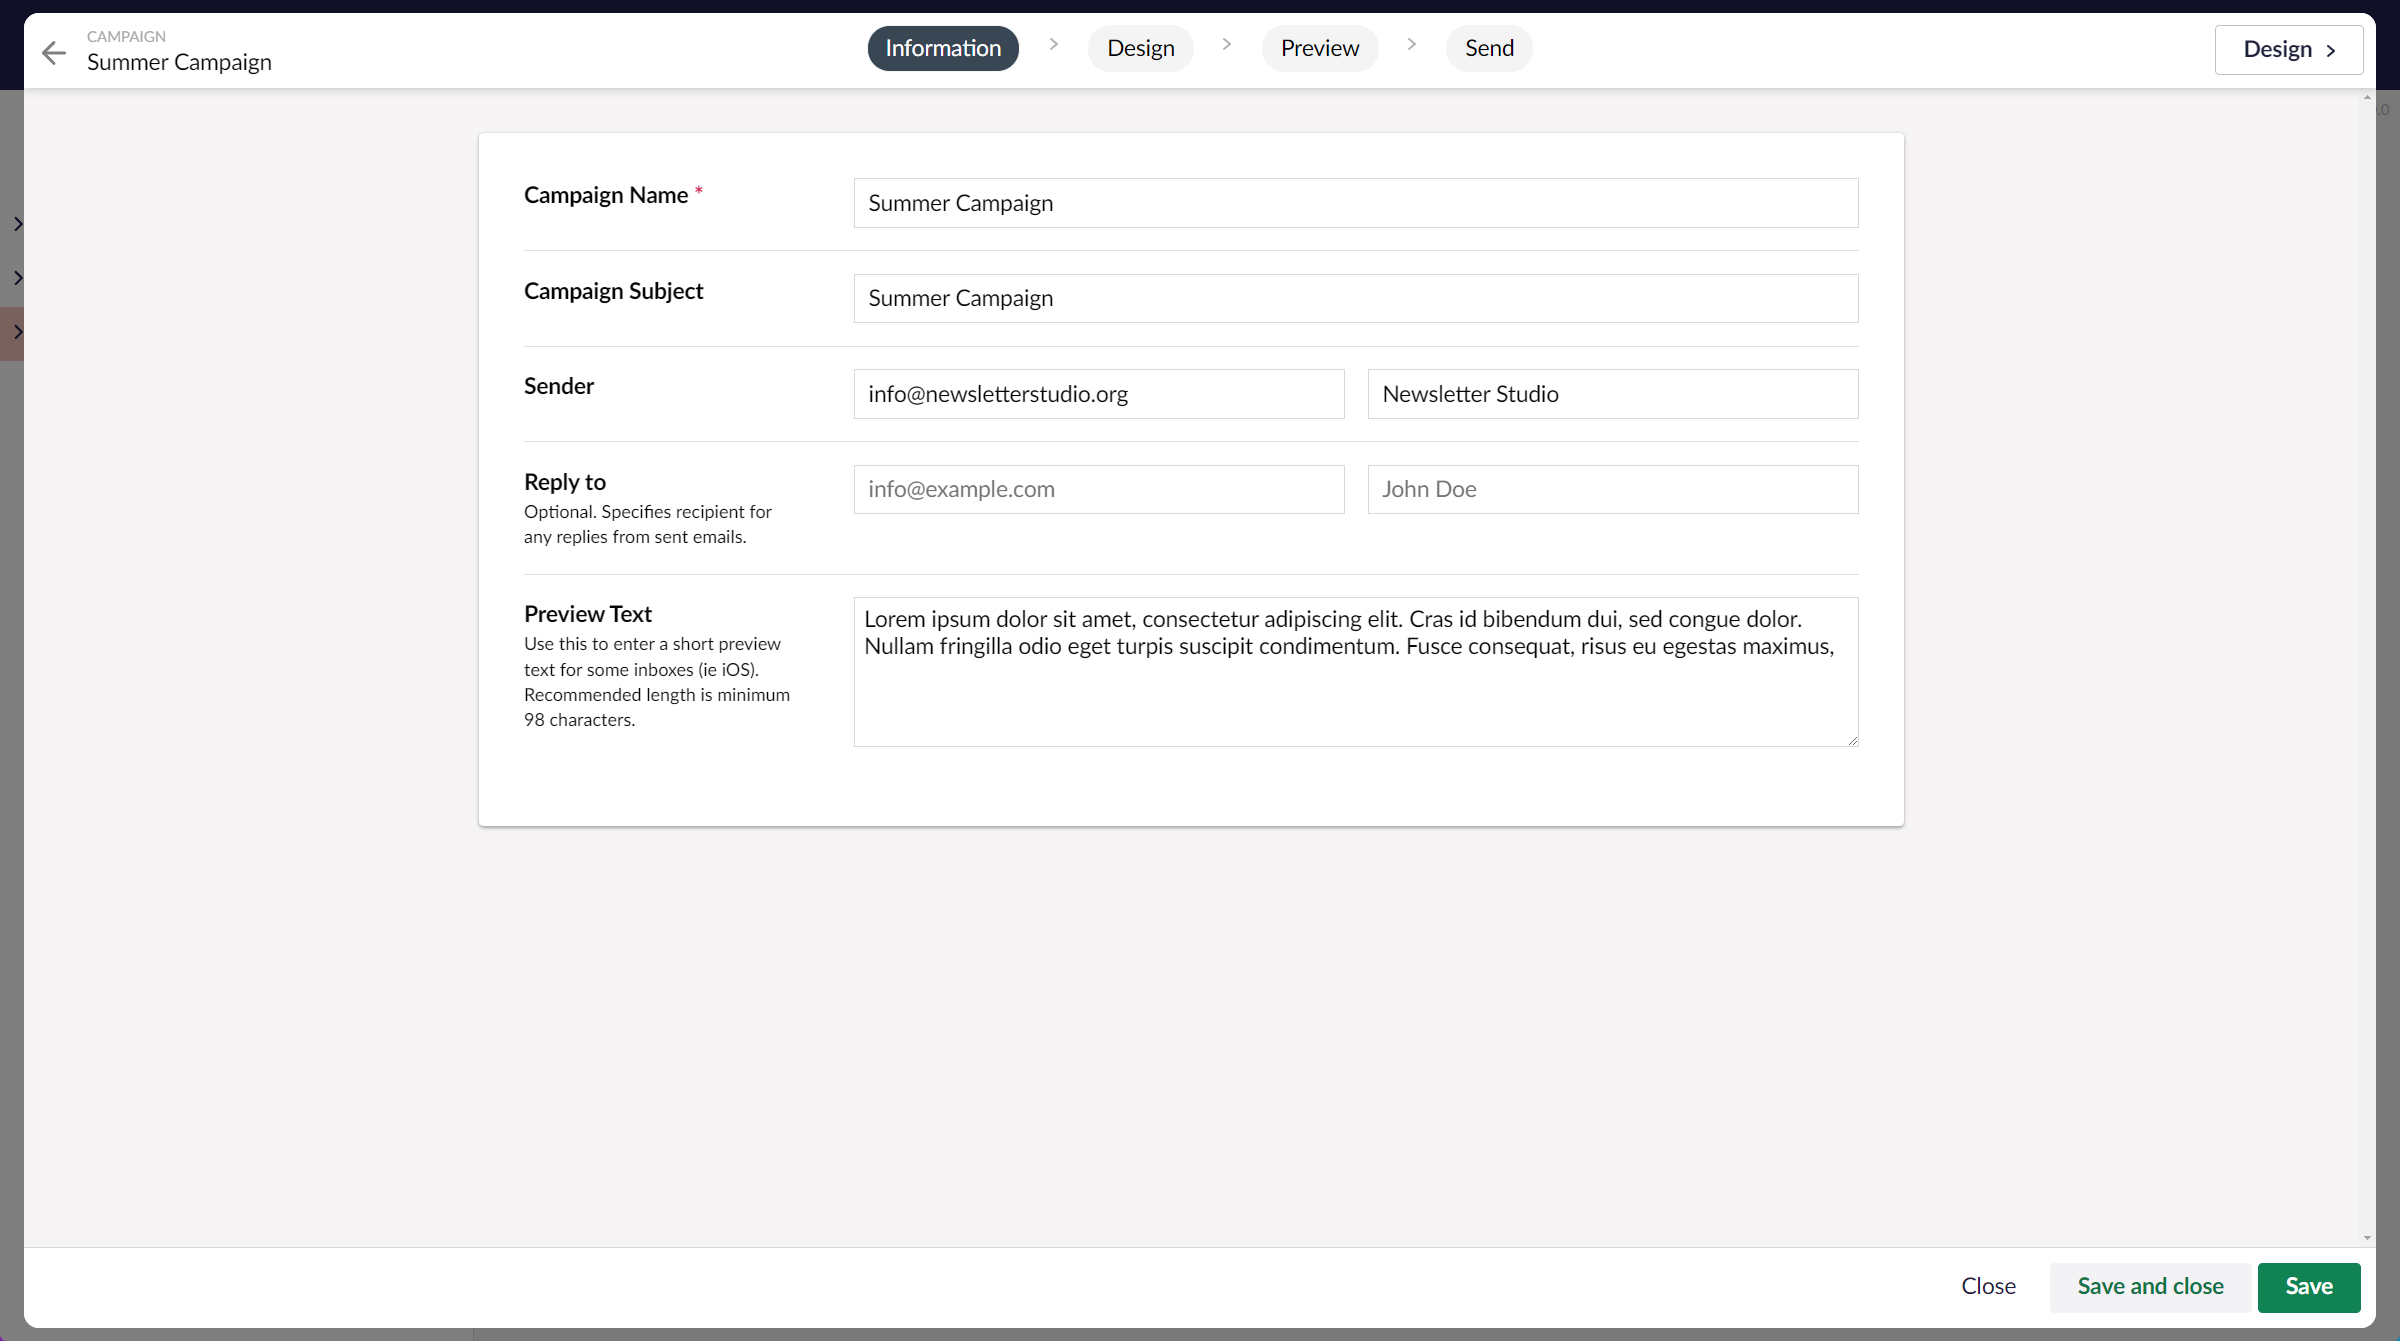 CAMPAIGN
Summer Campaign
Information
Design
Preview
Send
Design
.0
Campaign Name *
Summer Campaign
Campaign Subject
Summer Campaign
Sender
info@newsletterstudio.org
Newsletter Studio
Reply to
Optional. Specifies recipient for
any replies from sent emails.
info@example.com
John Doe
Preview Text
Use this to enter a short preview
text for some inboxes (ie iOS).
Recommended length is minimum
98 characters.
Lorem ipsum dolor sit amet, consectetur adipiscing elit. Cras id bibendum dui, sed congue dolor.
Nullam fringilla odio eget turpis suscipit condimentum. Fusce consequat, risus eu egestas maximus,
Close
Save and close
Save